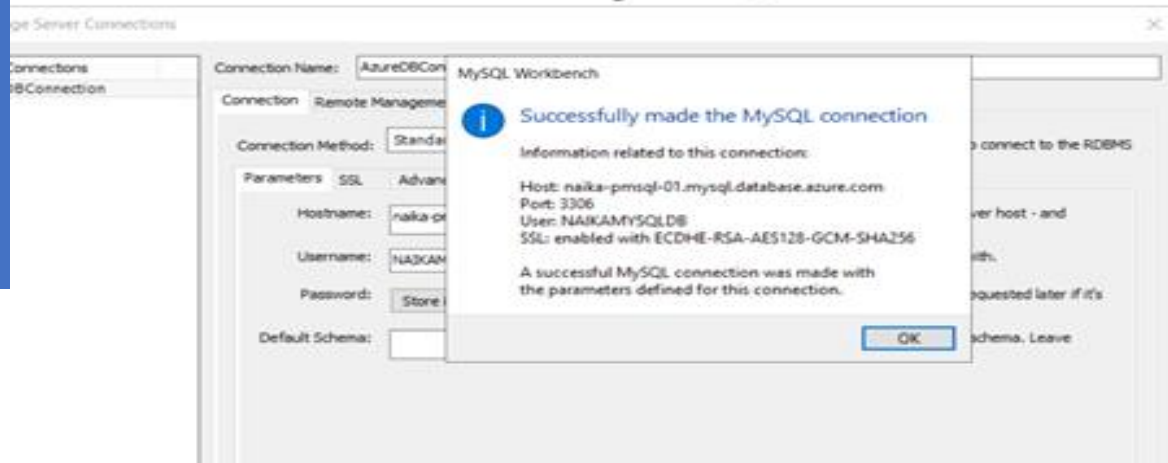 ge Server Connections
Connections
DBConnection
Connection Name: AzureDBCon
Connection Remote Manageme
Connection Method: Standa
connect to the RDBMS
Parameters SSL Advan
Hostname: naika-pm
ver host - and
Username: NAIKAM
ith.
Password: Store i
equested later if it's
Default Schema:
schema. Leave
MySQL Workbench
Successfully made the MySQL connection
Information related to this connection:
Host: naika-pmsql-01.mysql.database.azure.com
Port: 3306
User: NAIKAMYSQLDB
SSL: enabled with ECDHE-RSA-AES128-GCM-SHA256
A successful MySQL connection was made with
the parameters defined for this connection.
OK